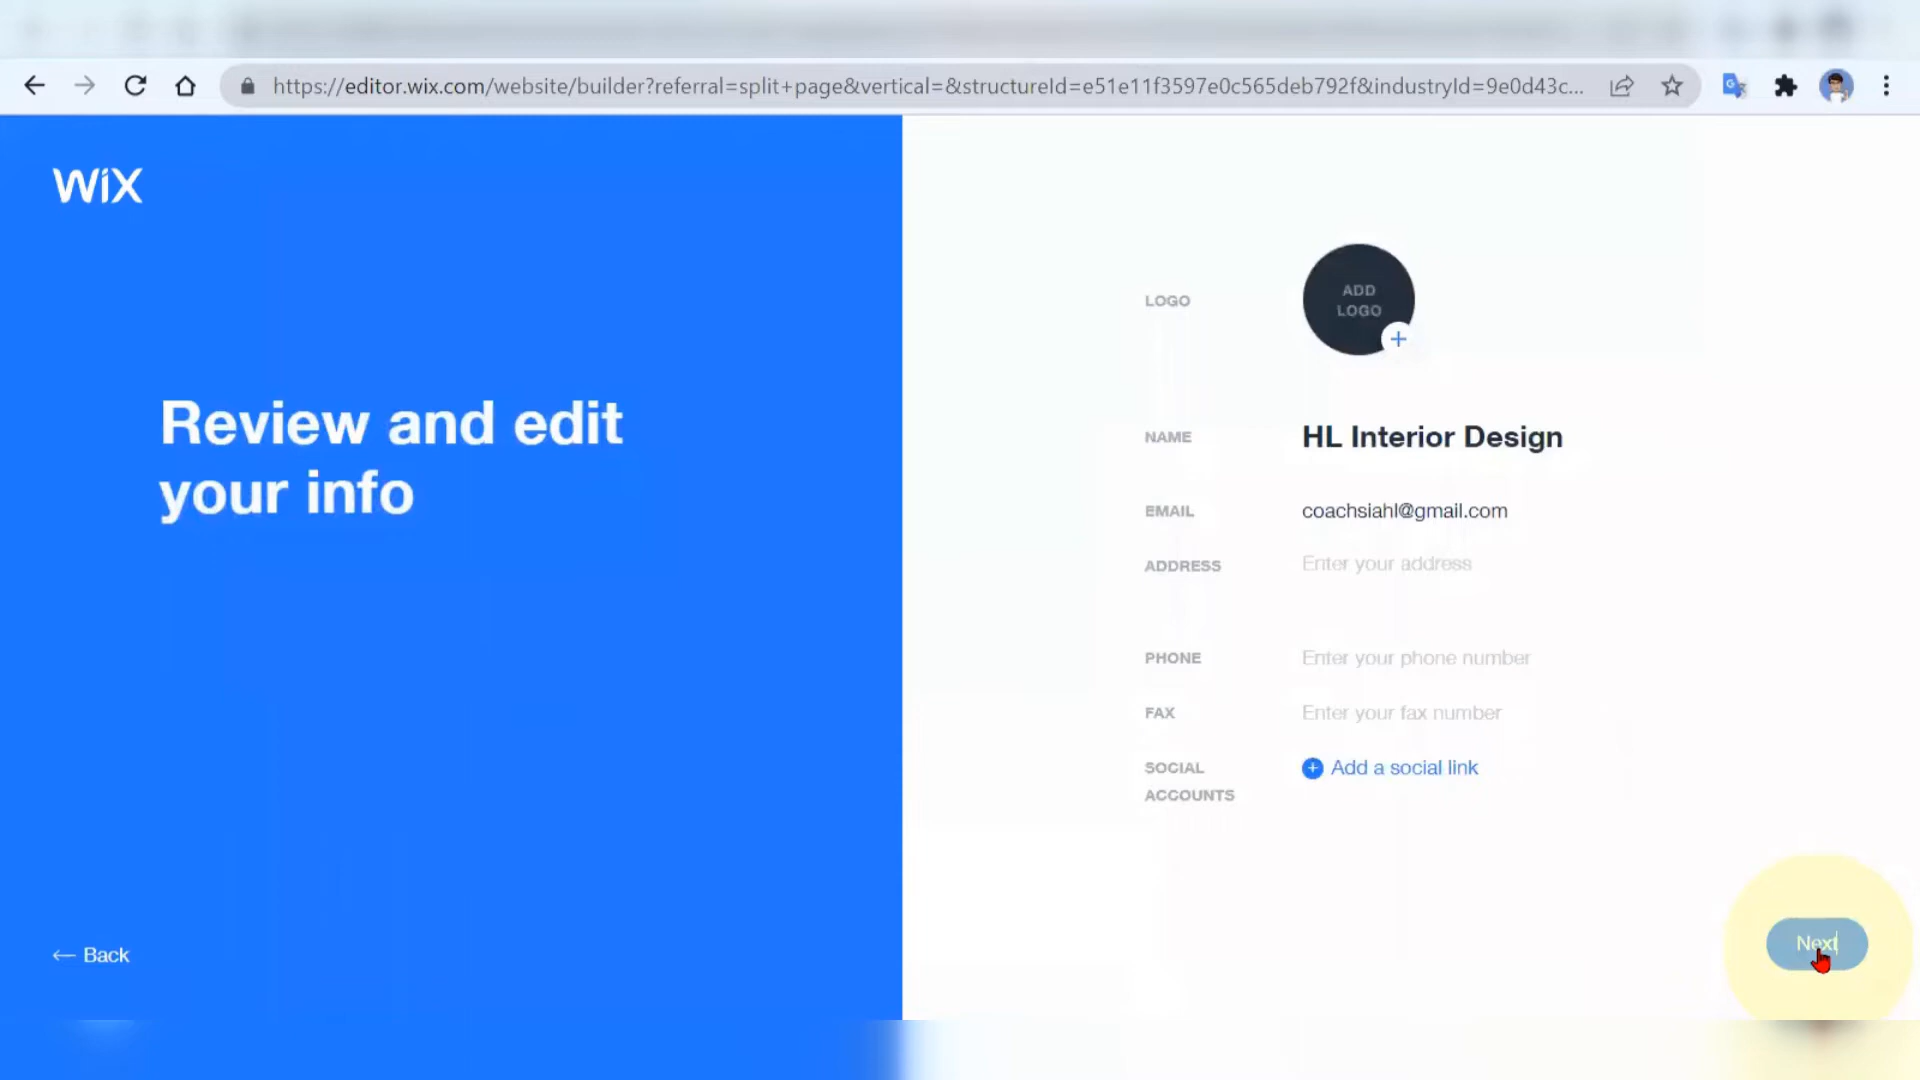 https://editor.wix.com/website/builder?referral=split+page&vertical=&structureId=e51e11f3597e0c565deb792f&industryId=9e0d43c...
WiX
Review and edit
your info
← Back
LOGO
ADD
LOGO
+
NAME
HL Interior Design
EMAIL
coachsiahl@gmail.com
ADDRESS
Enter your address
PHONE
Enter your phone number
FAX
Enter your fax number
SOCIAL
ACCOUNTS
+ Add a social link
Next